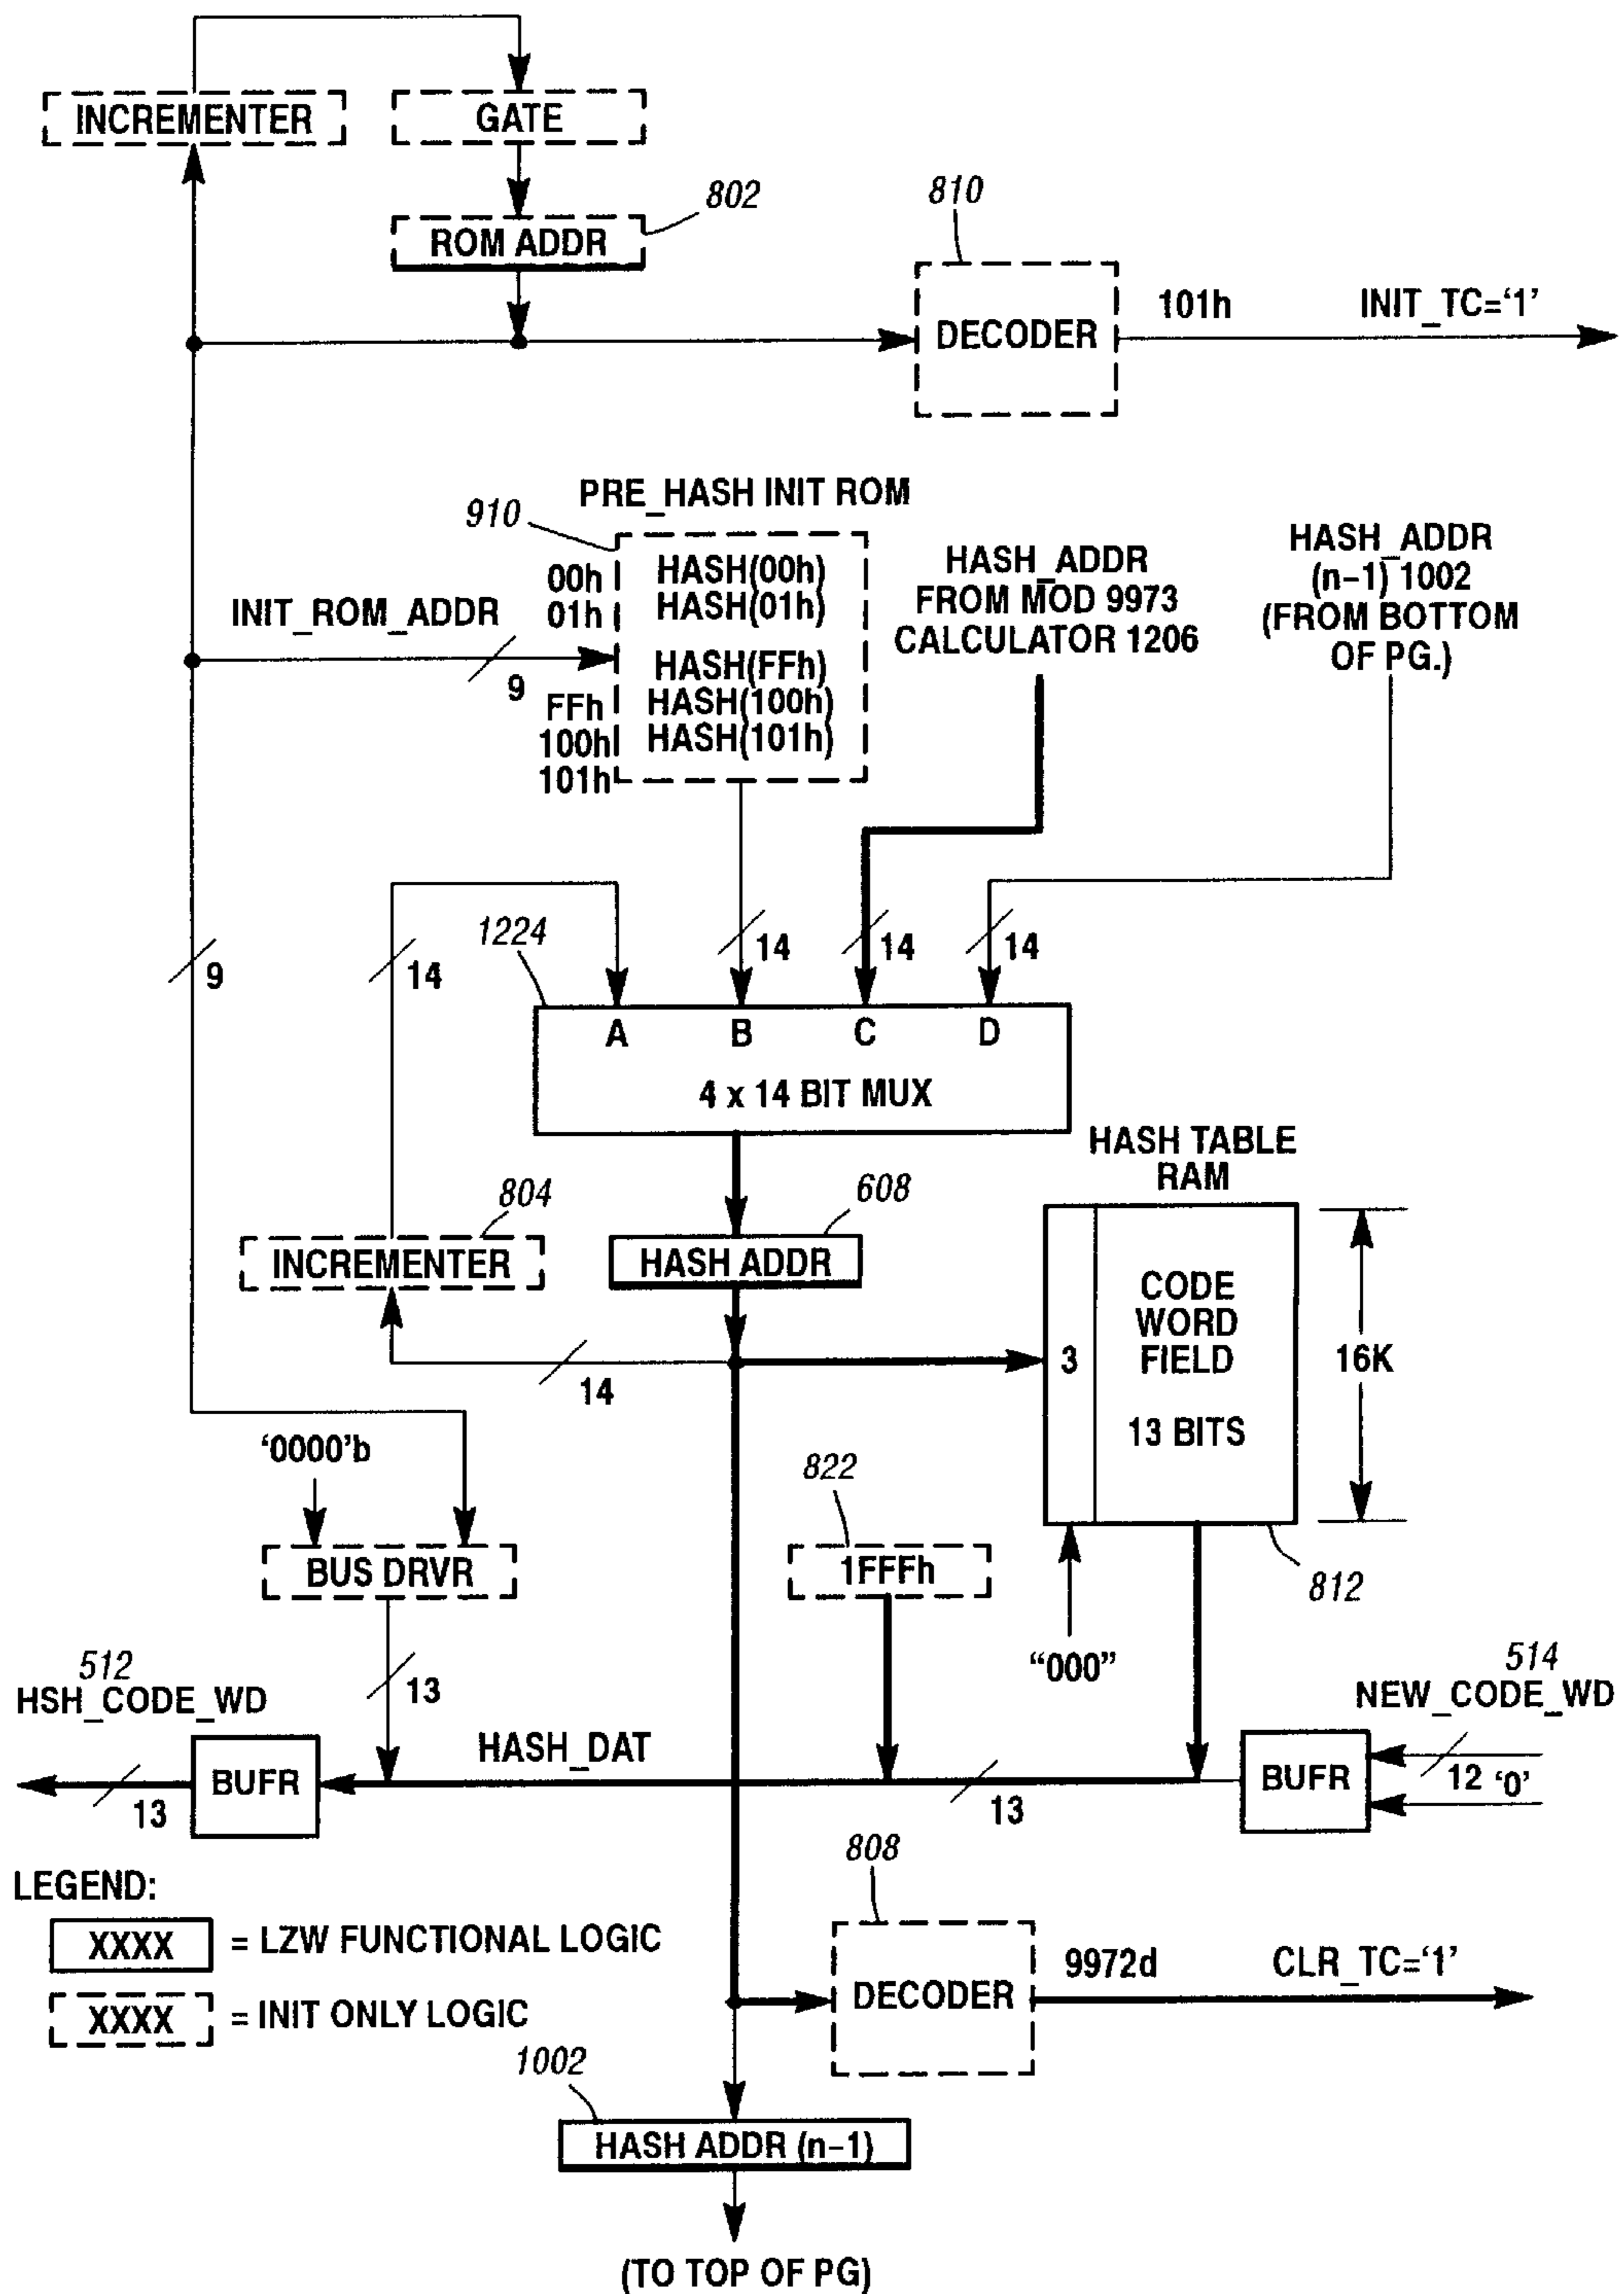 INCREMENTER
GATE
802
ROM ADDR
810
DECODER
101h
INIT_TC='1'
PRE_HASH INIT ROM
910
00h
HASH(00h)
01h
HASH(01h)
INIT_ROM_ADDR
9
HASH(FFh)
FFh
HASH(100h)
100h
HASH(101h)
101h
HASH_ADDR
FROM MOD 9973
CALCULATOR 1206
HASH_ADDR
(n-1) 1002
(FROM BOTTOM
OF PG.)
9
14
1224
14
14
14
A B C D
4 x 14 BIT MUX
HASH TABLE
RAM
804
INCREMENTER
608
HASH ADDR
14
3
CODE
WORD
FIELD
13 BITS
16K
'0000'b
BUS DRVR
822
1FFFh
812
"000"
13
512
HSH_CODE_WD
514
NEW_CODE_WD
BUFR
13
HASH_DAT
13
BUFR
12
'0'
LEGEND:
XXXX = LZW FUNCTIONAL LOGIC
XXXX = INIT ONLY LOGIC
808
DECODER
9972d
CLR_TC='1'
1002
HASH ADDR (n-1)
(TO TOP OF PG)